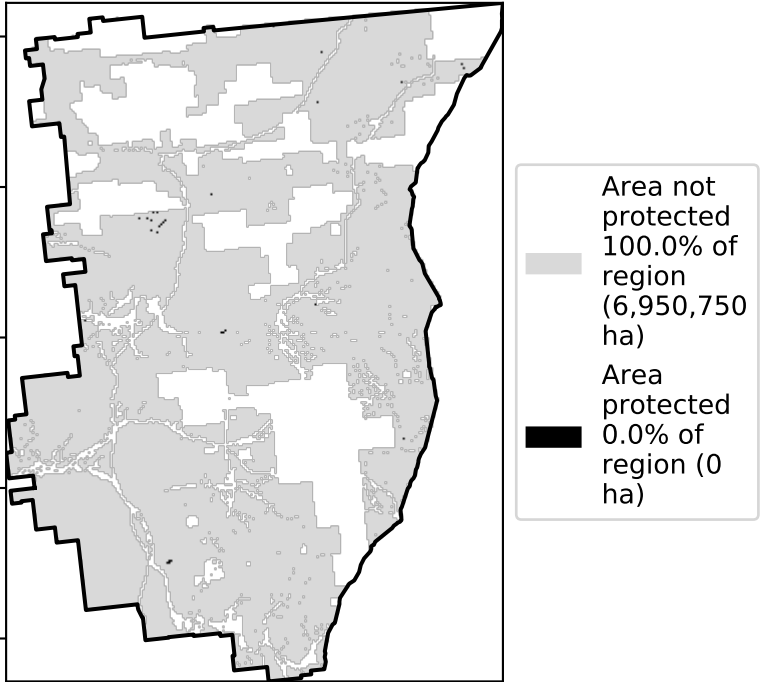 Area not
protected
100.0% of
region
(6,950,750
ha)
Area
protected
0.0% of
region (0
ha)